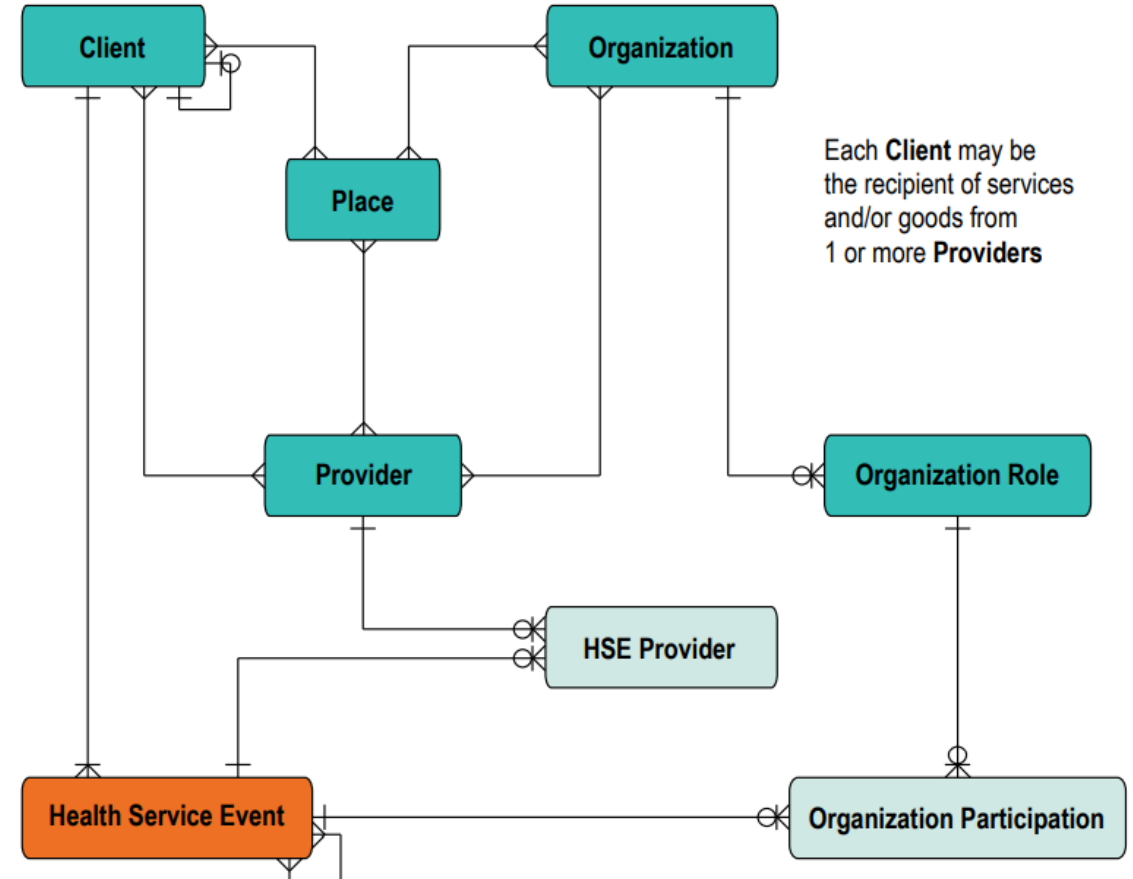 Client
Organization
Each Client may be
the recipient of services
and/or goods from
1 or more Providers
Place
Provider
Organization Role
HSE Provider
Health Service Event
Organization Participation